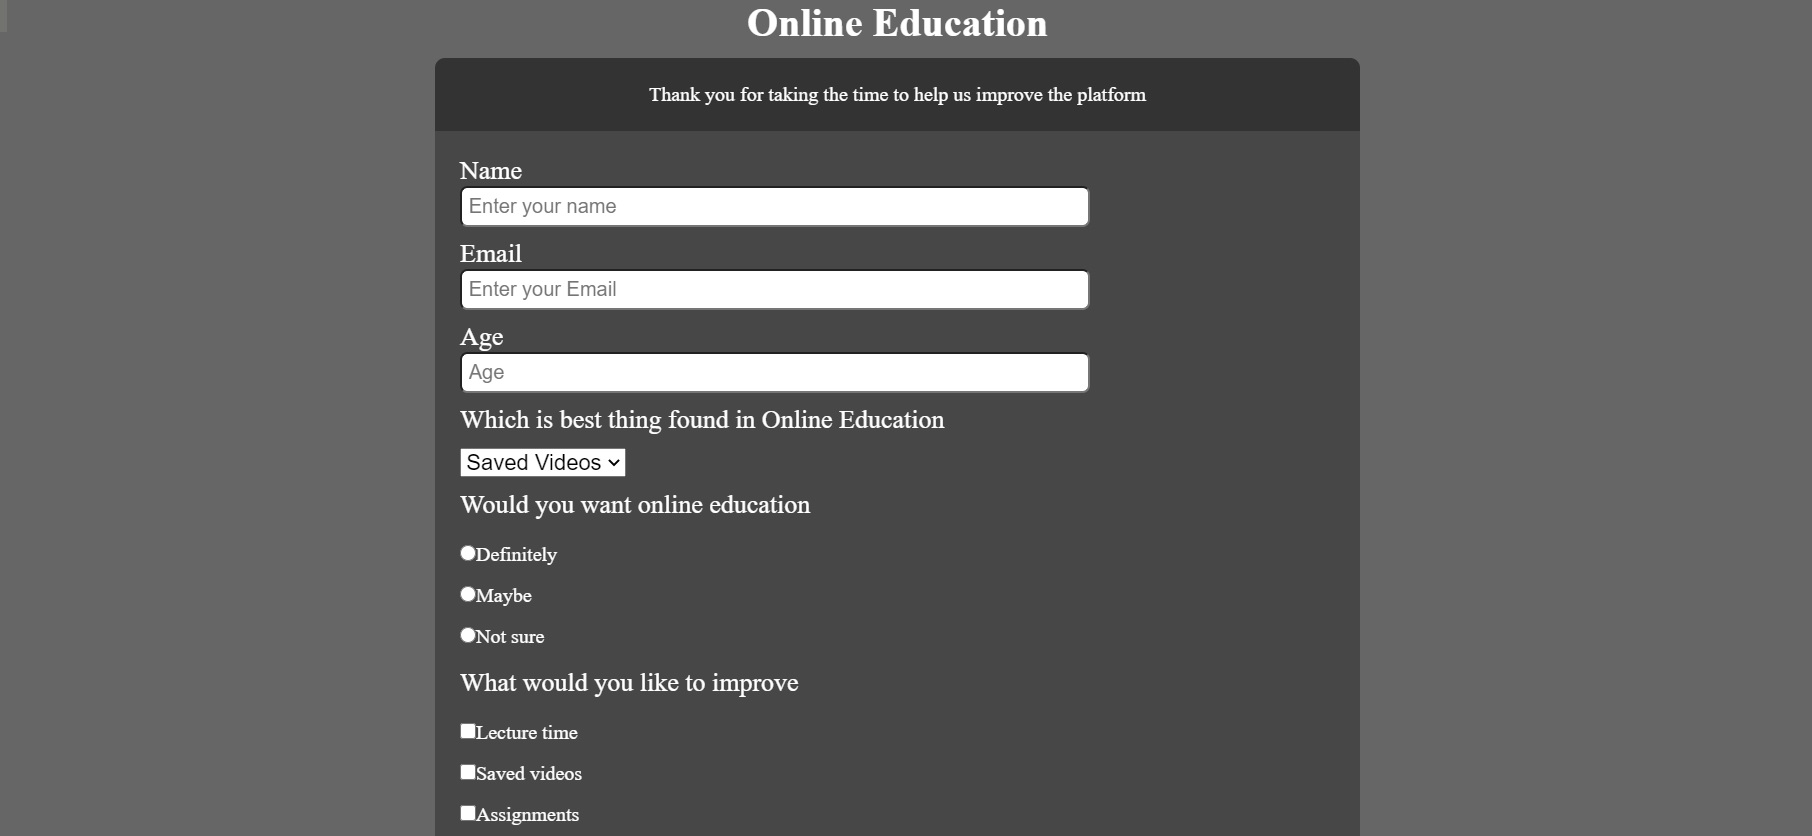 Online Education
Thank you for taking the time to help us improve the platform
Name
Enter your name
Email
Enter your Email
Age
Age
Which is best thing found in Online Education
Saved Videos
Would you want online education
Definitely
Maybe
Not sure
What would you like to improve
Lecture time
Saved videos
Assignments